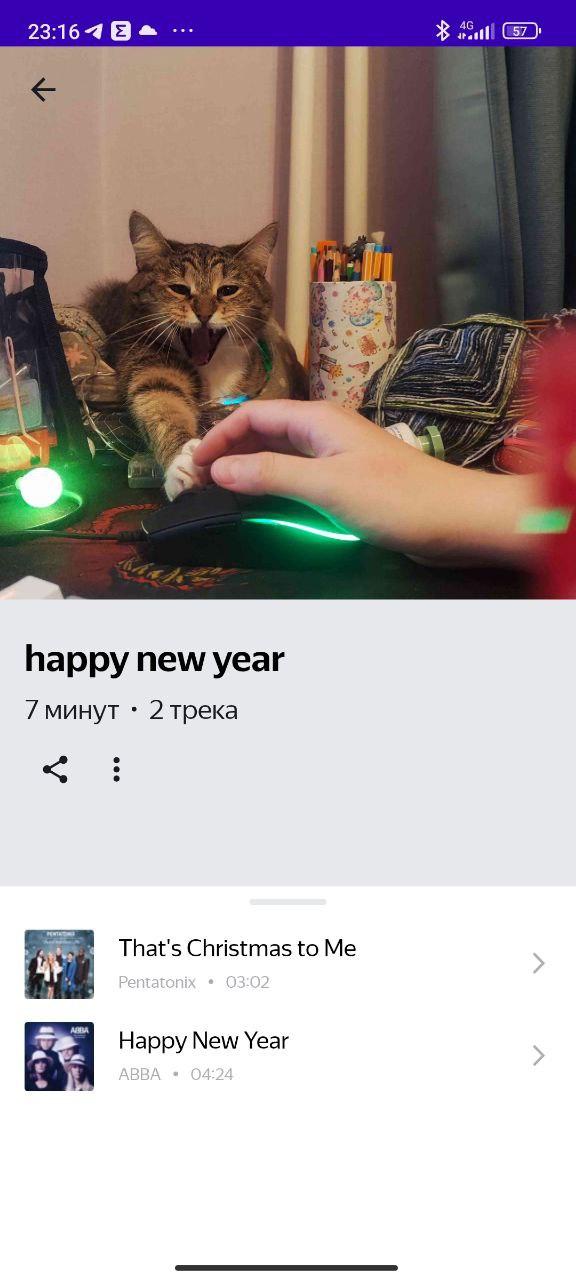 23:16
4G
57
happy new year
7 минут • 2 трека
PENTATONIX
That's Christmas to Me
Pentatonix • 03:02
ABBA
Happy New Year
ABBA • 04:24